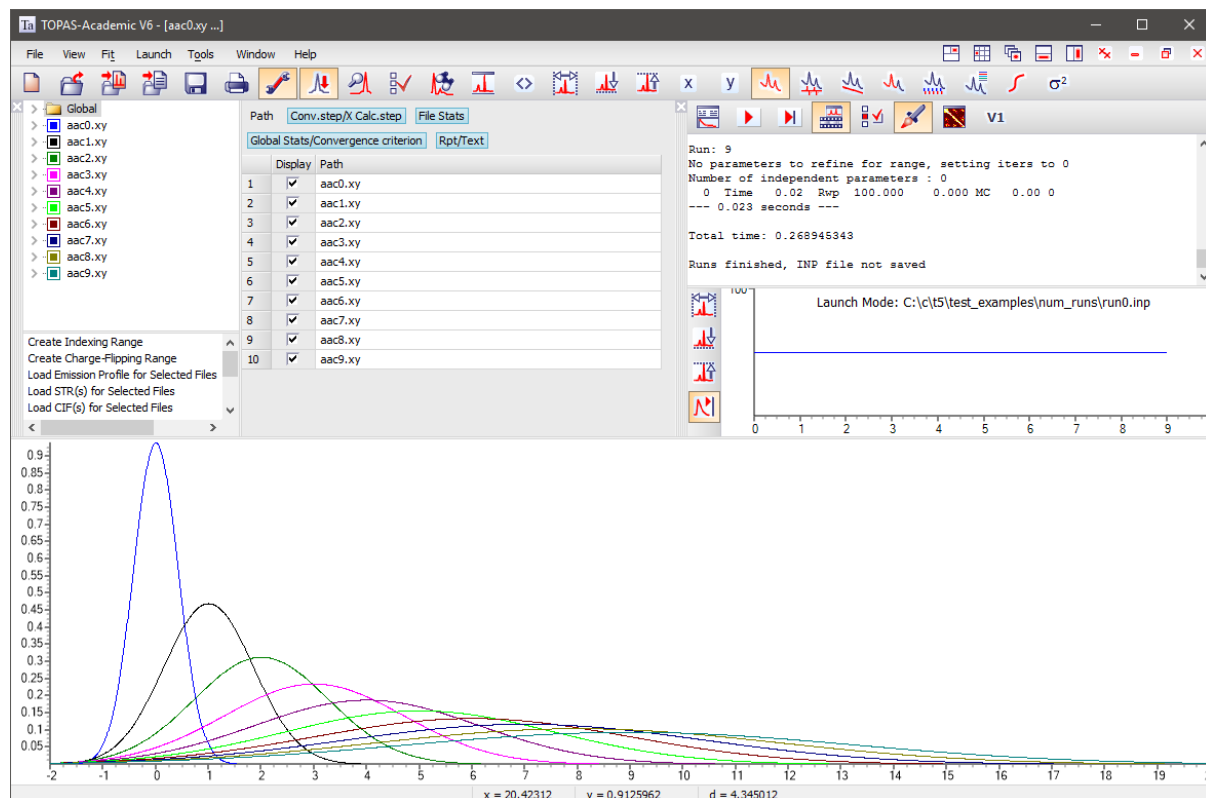 Ta TOPAS-Academic V6 - [aac0.xy ...]
File View Fit Launch Tools Window Help
x y σ²
Global
aac0.xy
aac1.xy
aac2.xy
aac3.xy
aac4.xy
aac5.xy
aac6.xy
aac7.xy
aac8.xy
aac9.xy
Create Indexing Range
Create Charge-Flipping Range
Load Emission Profile for Selected Files
Load STR(s) for Selected Files
Load CIF(s) for Selected Files
Path Conv.step/X Calc.step File Stats
Global Stats/Convergence criterion Rpt/Text
Display Path
1 aac0.xy
2 aac1.xy
3 aac2.xy
4 aac3.xy
5 aac4.xy
6 aac5.xy
7 aac6.xy
8 aac7.xy
9 aac8.xy
10 aac9.xy
V1
Run: 9
No parameters to refine for range, setting iters to 0
Number of independent parameters : 0
0 Time 0.02 Rwp 100.000 0.000 MC 0.00 0
--- 0.023 seconds ---
Total time: 0.268945343
Runs finished, INP file not saved
100
Launch Mode: C:\c\t5\test_examples\num_runs\run0.inp
0 1 2 3 4 5 6 7 8 9
0.9
0.85
0.8
0.75
0.7
0.65
0.6
0.55
0.5
0.45
0.4
0.35
0.3
0.25
0.2
0.15
0.1
0.05
-2 -1 0 1 2 3 4 5 6 7 8 9 10 11 12 13 14 15 16 17 18 19
x = 20.42312 y = 0.9125962 d = 4.345012